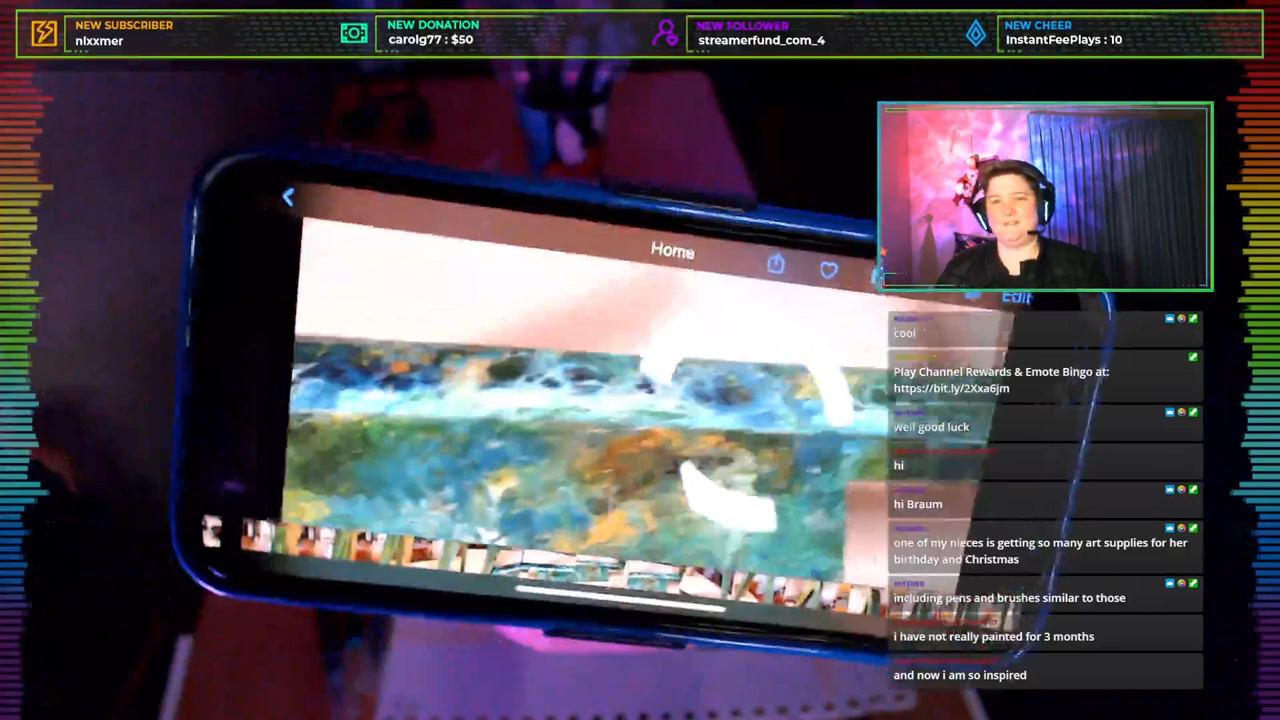 NEW SUBSCRIBER
nlxxmer
NEW DONATION
carolg77 : $50
NEW FOLLOWER
streamerfund_com_4
NEW CHEER
InstantFeePlays : 10
Home
Edit
cool
Play Channel Rewards & Emote Bingo at:
https://bit.ly/2Xxa6jm
well good luck
hi
hi Braum
one of my nieces is getting so many art supplies for her
birthday and Christmas
including pens and brushes similar to those
i have not really painted for 3 months
and now i am so inspired